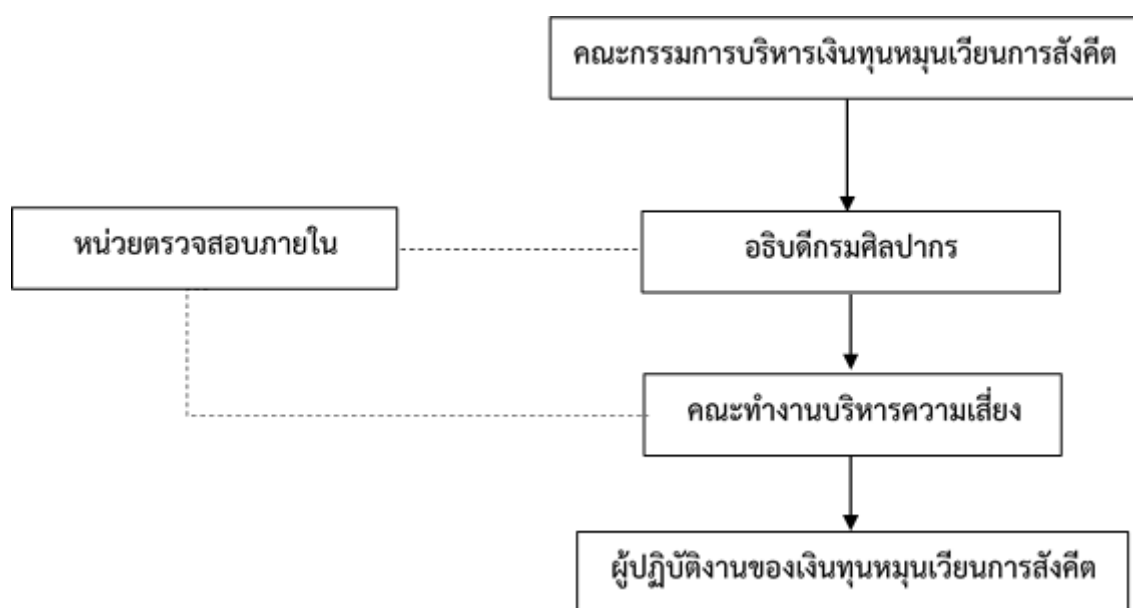 คณะกรรมการบริหารเงินทุนหมุนเวียนการสังคีต
หน่วยตรวจสอบภายใน
อธิบดีกรมศิลปากร
คณะทำงานบริหารความเสี่ยง
ผู้ปฏิบัติงานของเงินทุนหมุนเวียนการสังคีต